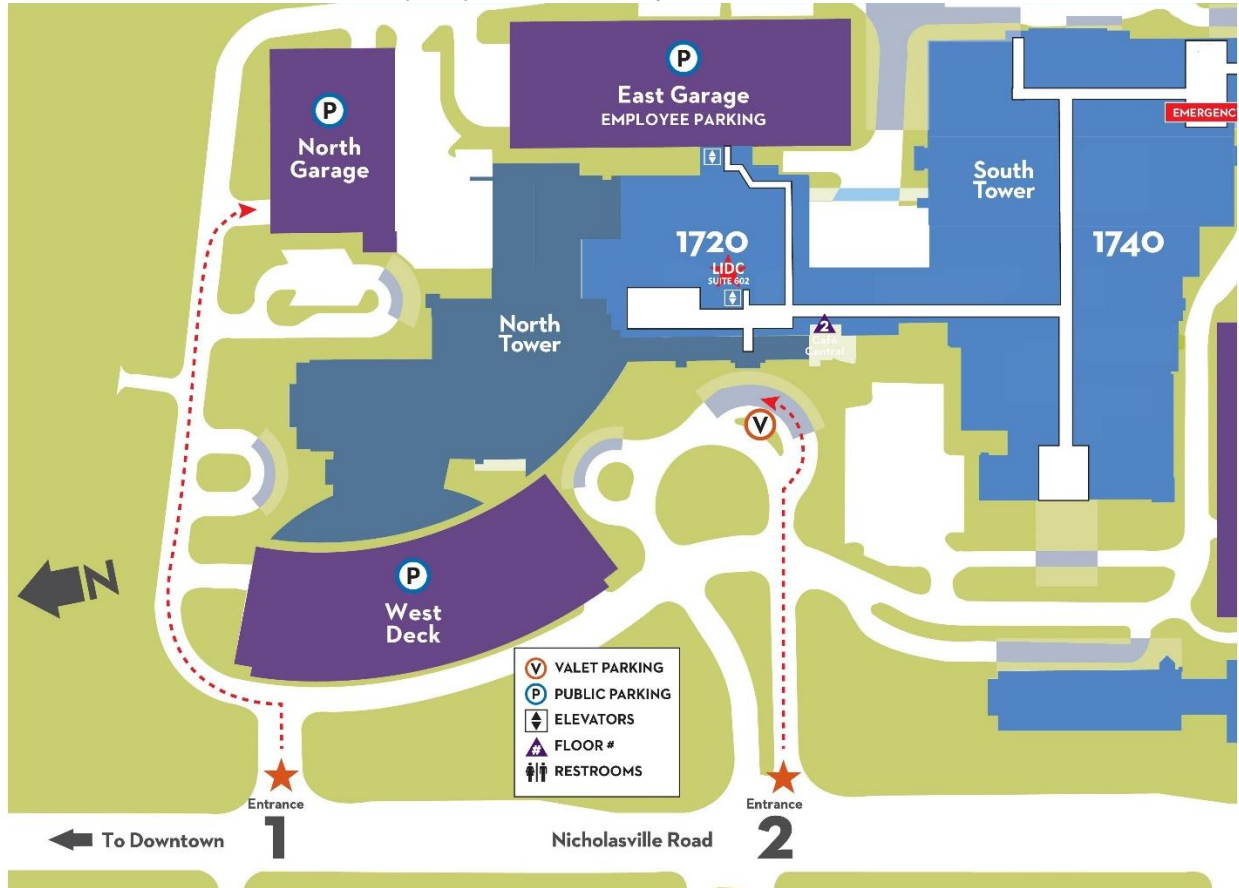 P
North
Garage
P
East Garage
EMPLOYEE PARKING
EMERGENC
South
Tower
1720
LIDC
SUITE 602
1740
North
Tower
2
Café
Central
V
N
P
West
Deck
V VALET PARKING
P PUBLIC PARKING
ELEVATORS
# FLOOR #
RESTROOMS
Entrance
1
Entrance
2
To Downtown
Nicholasville Road